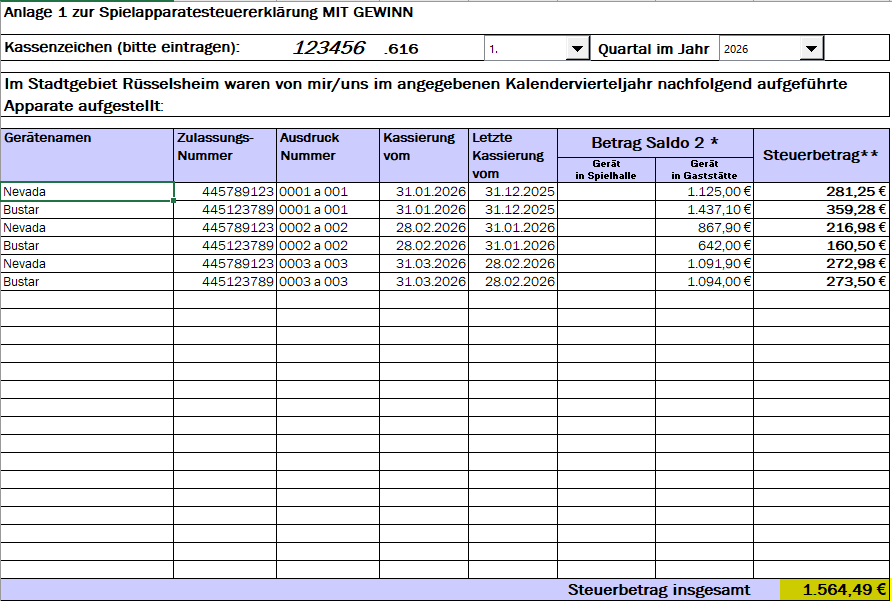 Anlage 1 zur Spielapparatesteuererklärung MIT GEWINN
Kassenzeichen (bitte eintragen): 123456 .616 1. Quartal im Jahr 2026
Im Stadtgebiet Rüsselsheim waren von mir/uns im angegebenen Kalendervierteljahr nachfolgend aufgeführte
Apparate aufgestellt:
Gerätenamen Zulassungs-Nummer Ausdruck Nummer Kassierung vom Letzte Kassierung vom Betrag Saldo 2 * Gerät in Spielhalle Gerät in Gaststätte Steuerbetrag**
Nevada 445789123 0001 a 001 31.01.2026 31.12.2025 1.125,00 € 281,25 €
Bustar 445123789 0001 a 001 31.01.2026 31.12.2025 1.437,10 € 359,28 €
Nevada 445789123 0002 a 002 28.02.2026 31.01.2026 867,90 € 216,98 €
Bustar 445123789 0002 a 002 28.02.2026 31.01.2026 642,00 € 160,50 €
Nevada 445789123 0003 a 003 31.03.2026 28.02.2026 1.091,90 € 272,98 €
Bustar 445123789 0003 a 003 31.03.2026 28.02.2026 1.094,00 € 273,50 €
Steuerbetrag insgesamt 1.564,49 €